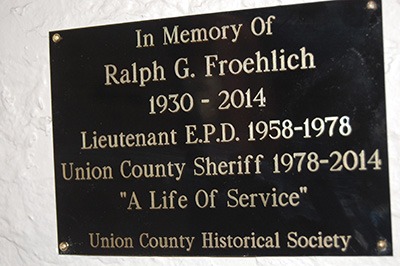 In Memory Of
Ralph G. Froehlich
1930 - 2014
Lieutenant E.P.D. 1958-1978
Union County Sheriff 1978-2014
"A Life Of Service"
Union County Historical Society